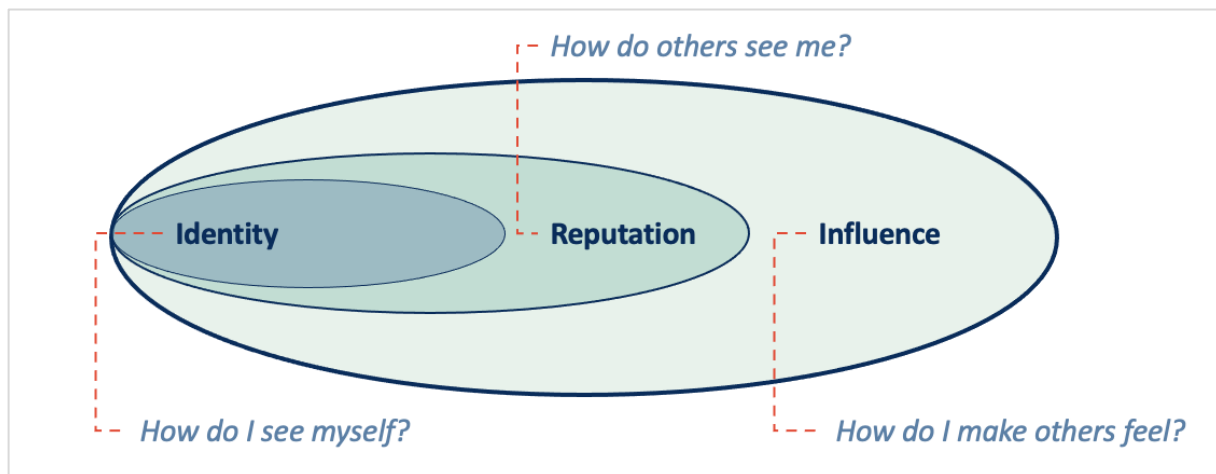 How do others see me?
Identity
Reputation
Influence
How do I see myself?
How do I make others feel?